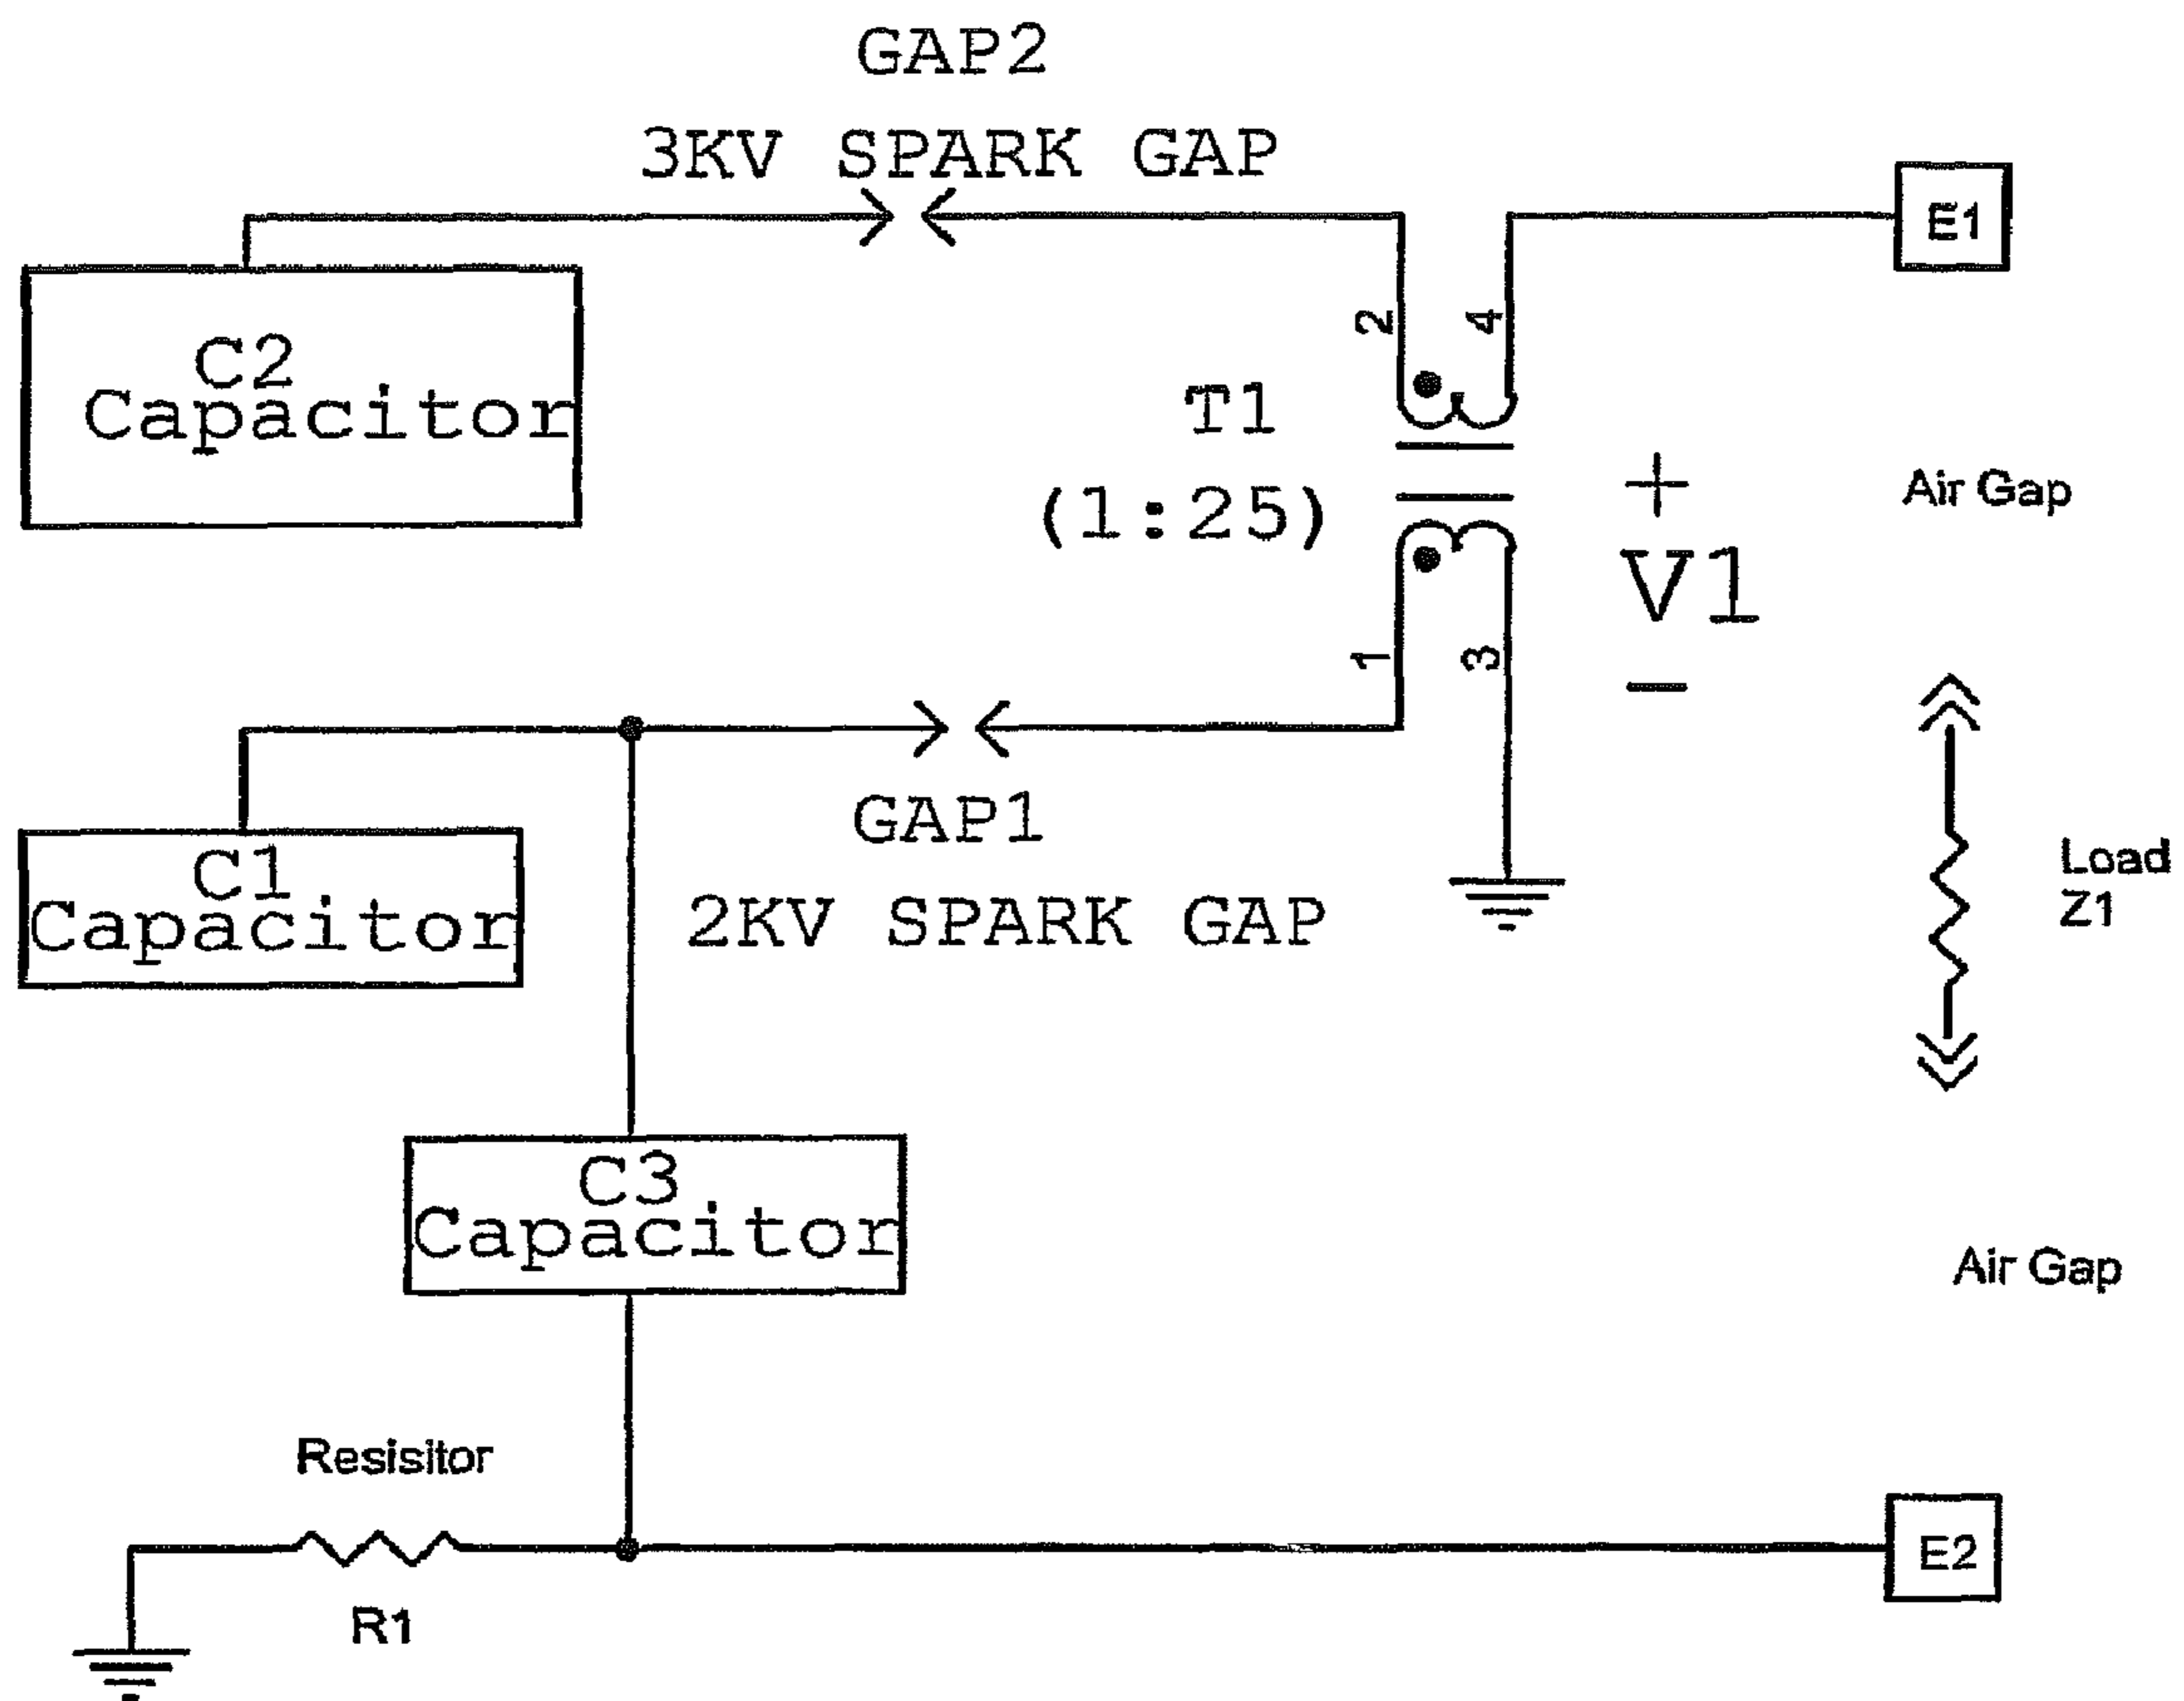 GAP2
3KV SPARK GAP
E1
C2
Capacitor
2
4
T1
(1:25)
+
V1
−
Air Gap
1
3
GAP1
2KV SPARK GAP
C1
Capacitor
Load
Z1
C3
Capacitor
Air Gap
Resisitor
R1
E2